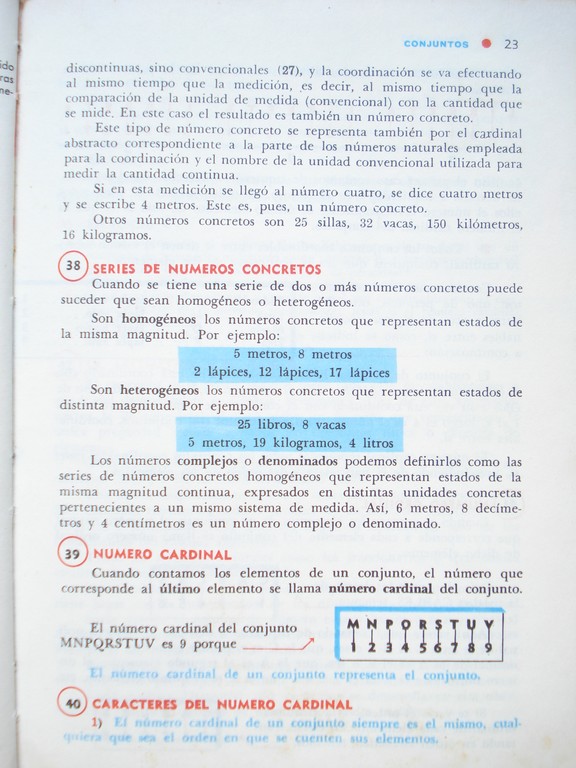 CONJUNTOS • 23
ido
ras
ne-
discontinuas, sino convencionales (27), y la coordinación se va efectuando
al mismo tiempo que la medición, es decir, al mismo tiempo que la
comparación de la unidad de medida (convencional) con la cantidad que
se mide. En este caso el resultado es también un número concreto.
Este tipo de número concreto se representa también por el cardinal
abstracto correspondiente a la parte de los números naturales empleada
para la coordinación y el nombre de la unidad convencional utilizada para
medir la cantidad continua.
Si en esta medición se llegó al número cuatro, se dice cuatro metros
y se escribe 4 metros. Este es, pues, un número concreto.
Otros números concretos son 25 sillas, 32 vacas, 150 kilómetros,
16 kilogramos.
38 SERIES DE NUMEROS CONCRETOS
Cuando se tiene una serie de dos o más números concretos puede
suceder que sean homogéneos o heterogéneos.
Son homogéneos los números concretos que representan estados de
la misma magnitud. Por ejemplo:
5 metros, 8 metros
2 lápices, 12 lápices, 17 lápices
Son heterogéneos los números concretos que representan estados de
distinta magnitud. Por ejemplo:
25 libros, 8 vacas
5 metros, 19 kilogramos, 4 litros
Los números complejos o denominados podemos definirlos como las
series de números concretos homogéneos que representan estados de la
misma magnitud continua, expresados en distintas unidades concretas
pertenecientes a un mismo sistema de medida. Así, 6 metros, 8 decíme-
tros y 4 centímetros es un número complejo o denominado.
39 NUMERO CARDINAL
Cuando contamos los elementos de un conjunto, el número que
corresponde al último elemento se llama número cardinal del conjunto.
El número cardinal del conjunto
MNPQRSTUV es 9 porque
M N P Q R S T U V
1 2 3 4 5 6 7 8 9
El número cardinal de un conjunto representa el conjunto.
40 CARACTERES DEL NUMERO CARDINAL
1) El número cardinal de un conjunto siempre es el mismo, cual-
quiera que sea el orden en que se cuenten sus elementos.